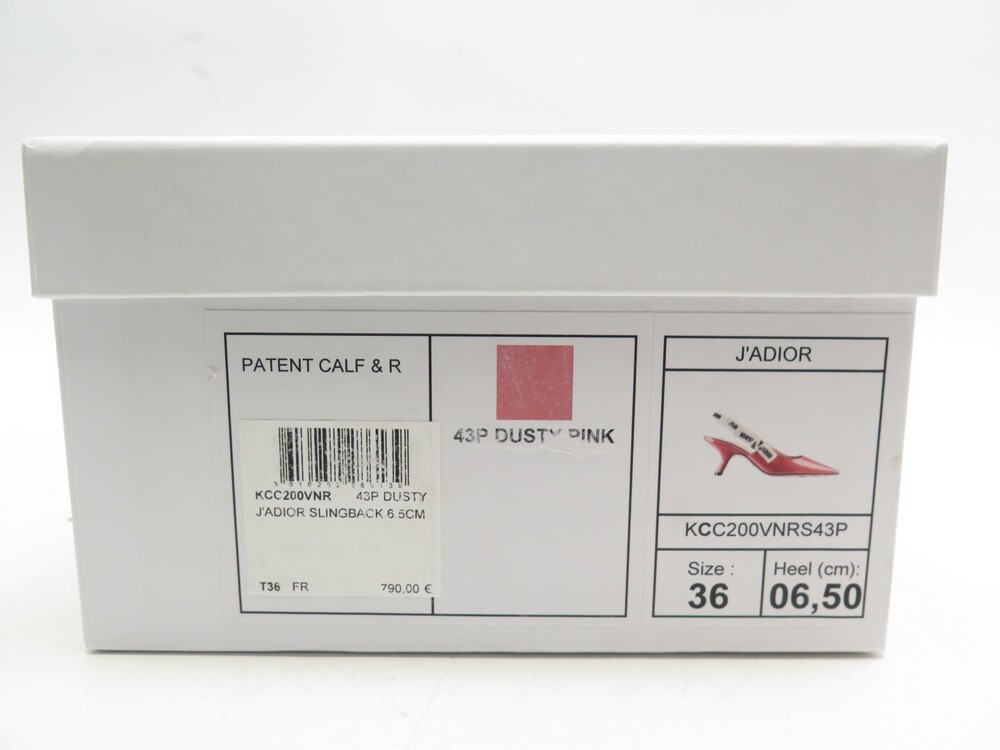 PATENT CALF & R
43P DUSTY PINK
KCC200VNR 43P DUSTY
J'ADIOR SLINGBACK 6.5CM
T36 FR 790,00 €
J'ADIOR
KCC200VNRS43P
Size : Heel (cm):
36 06,50